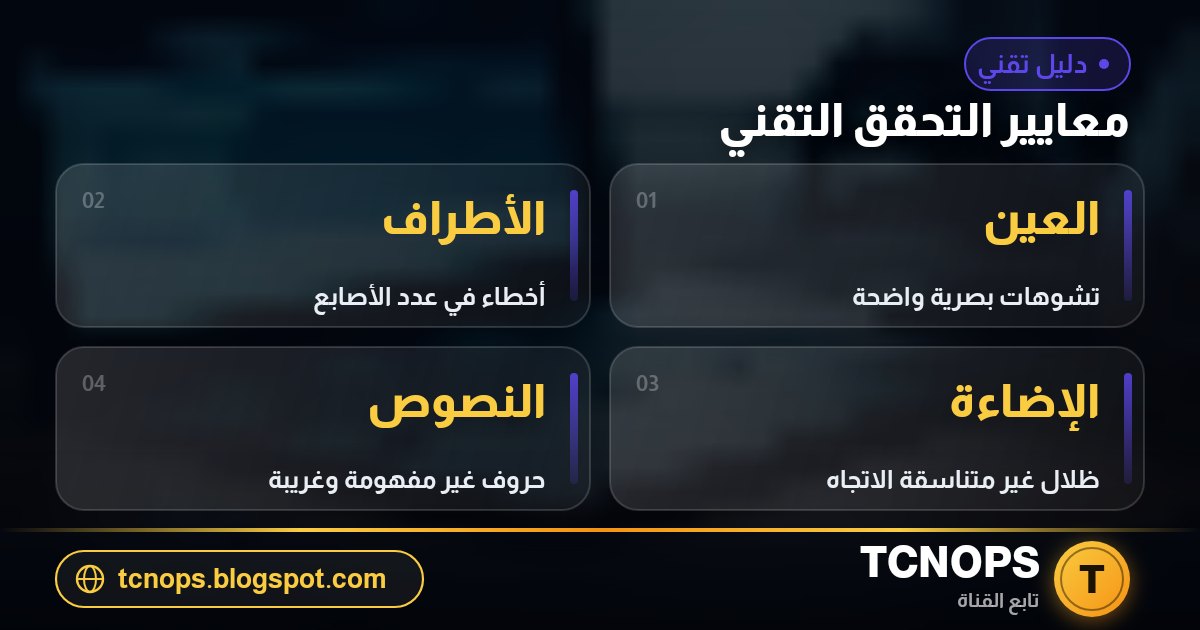 دليل تقني
معايير التحقق التقني
01
العين
تشوهات بصرية واضحة
02
الأطراف
أخطاء في عدد الأصابع
03
الإضاءة
ظلال غير متناسقة الاتجاه
04
النصوص
حروف غير مفهومة وغريبة
T
TCNOPS
تابع القناة
tcnops.blogspot.com